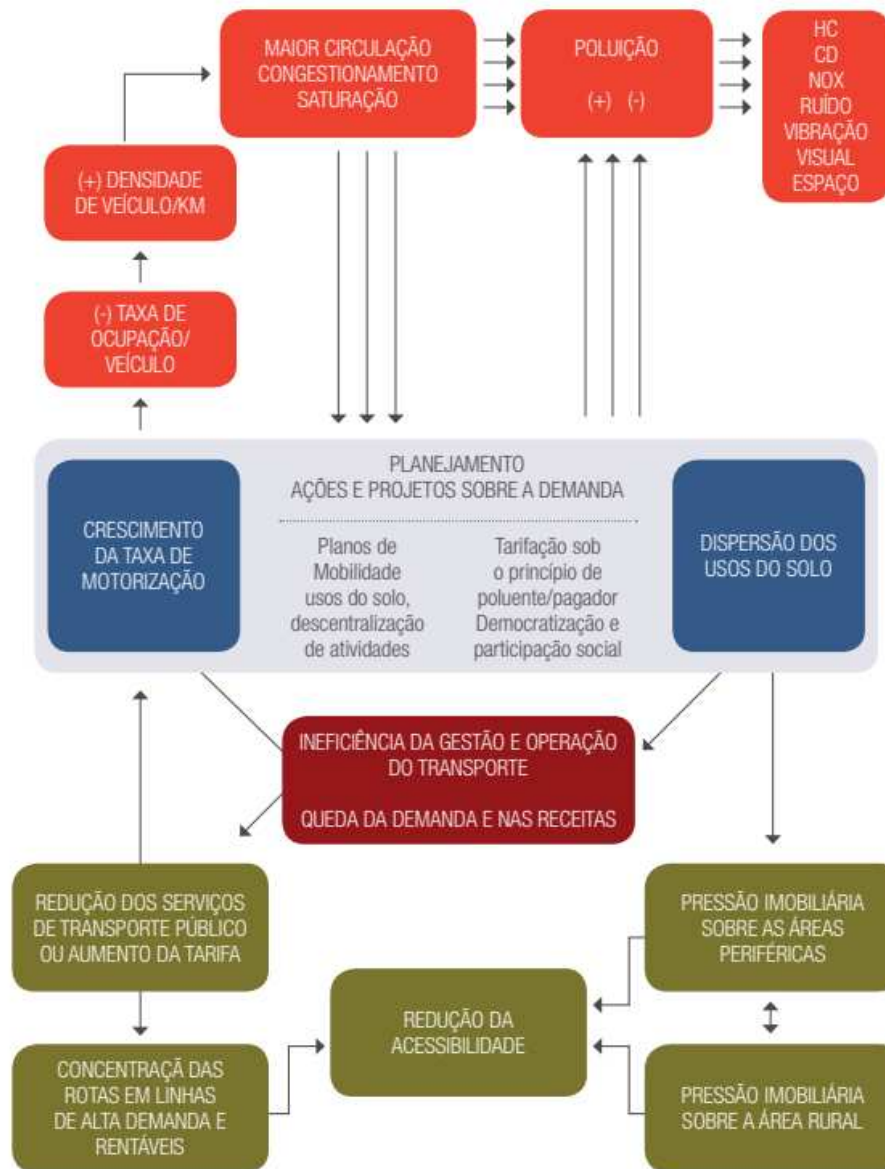 MAIOR CIRCULAÇÃO
CONGESTIONAMENTO
SATURAÇÃO
POLUIÇÃO
(+) (-)
HC
CD
NOX
RUÍDO
VIBRAÇÃO
VISUAL
ESPAÇO
(+) DENSIDADE
DE VEÍCULO/KM
(-) TAXA DE
OCUPAÇÃO/
VEÍCULO
CRESCIMENTO
DA TAXA DE
MOTORIZAÇÃO
PLANEJAMENTO
AÇÕES E PROJETOS SOBRE A DEMANDA
Planos de
Mobilidade
usos do solo,
descentralização
de atividades
Tarifação sob
o princípio de
poluente/pagador
Democratização e
participação social
DISPERSÃO DOS
USOS DO SOLO
INEFICIÊNCIA DA GESTÃO E OPERAÇÃO
DO TRANSPORTE
QUEDA DA DEMANDA E NAS RECEITAS
REDUÇÃO DOS SERVIÇOS
DE TRANSPORTE PÚBLICO
OU AUMENTO DA TARIFA
PRESSÃO IMOBILIÁRIA
SOBRE AS ÁREAS
PERIFÉRICAS
REDUÇÃO DA
ACESSIBILIDADE
CONCENTRAÇÃ DAS
ROTAS EM LINHAS
DE ALTA DEMANDA E
RENTÁVEIS
PRESSÃO IMOBILIÁRIA
SOBRE A ÁREA RURAL